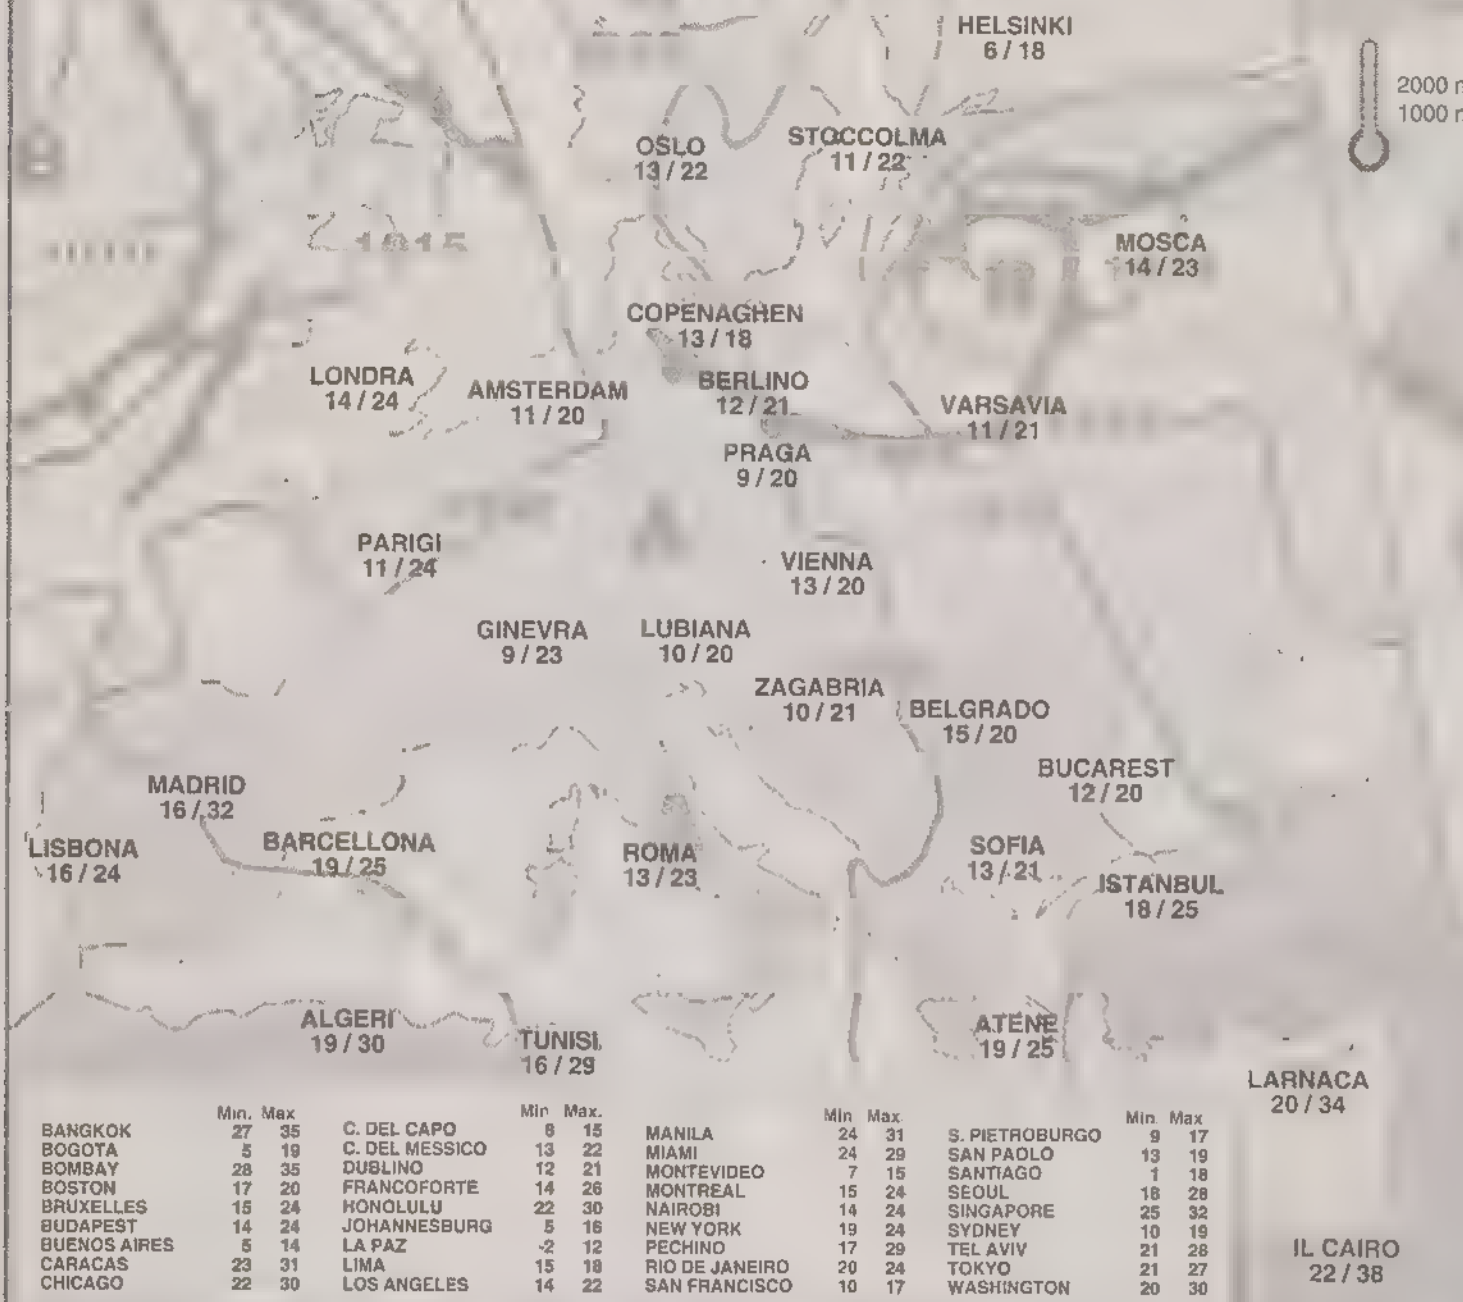 HELSINKI
6 / 18
2000 m
1000 m
OSLO
13 / 22
STOCCOLMA
11 / 22
1015
MOSCA
14 / 23
COPENAGHEN
13 / 18
LONDRA
14 / 24
AMSTERDAM
11 / 20
BERLINO
12 / 21
VARSAVIA
11 / 21
PRAGA
9 / 20
A
PARIGI
11 / 24
VIENNA
13 / 20
GINEVRA
9 / 23
LUBIANA
10 / 20
ZAGABRIA
10 / 21
BELGRADO
15 / 20
BUCAREST
12 / 20
MADRID
16 / 32
LISBONA
16 / 24
BARCELLONA
19 / 25
ROMA
13 / 23
SOFIA
13 / 21
ISTANBUL
18 / 25
ALGERI
19 / 30
TUNISI
16 / 29
ATENE
19 / 25
LARNACA
20 / 34
IL CAIRO
22 / 38
Min. Max
BANGKOK 27 35
BOGOTA 5 19
BOMBAY 28 35
BOSTON 17 20
BRUXELLES 15 24
BUDAPEST 14 24
BUENOS AIRES 5 14
CARACAS 23 31
CHICAGO 22 30
Min Max.
C. DEL CAPO 8 15
C. DEL MESSICO 13 22
DUBLINO 12 21
FRANCOFORTE 14 26
HONOLULU 22 30
JOHANNESBURG 5 16
LA PAZ -2 12
LIMA 15 18
LOS ANGELES 14 22
Min Max
MANILA 24 31
MIAMI 24 29
MONTEVIDEO 7 15
MONTREAL 15 24
NAIROBI 14 24
NEW YORK 19 24
PECHINO 17 29
RIO DE JANEIRO 20 24
SAN FRANCISCO 10 17
Min. Max
S. PIETROBURGO 9 17
SAN PAOLO 13 19
SANTIAGO 1 18
SEOUL 18 28
SINGAPORE 25 32
SYDNEY 10 19
TEL AVIV 21 28
TOKYO 21 27
WASHINGTON 20 30